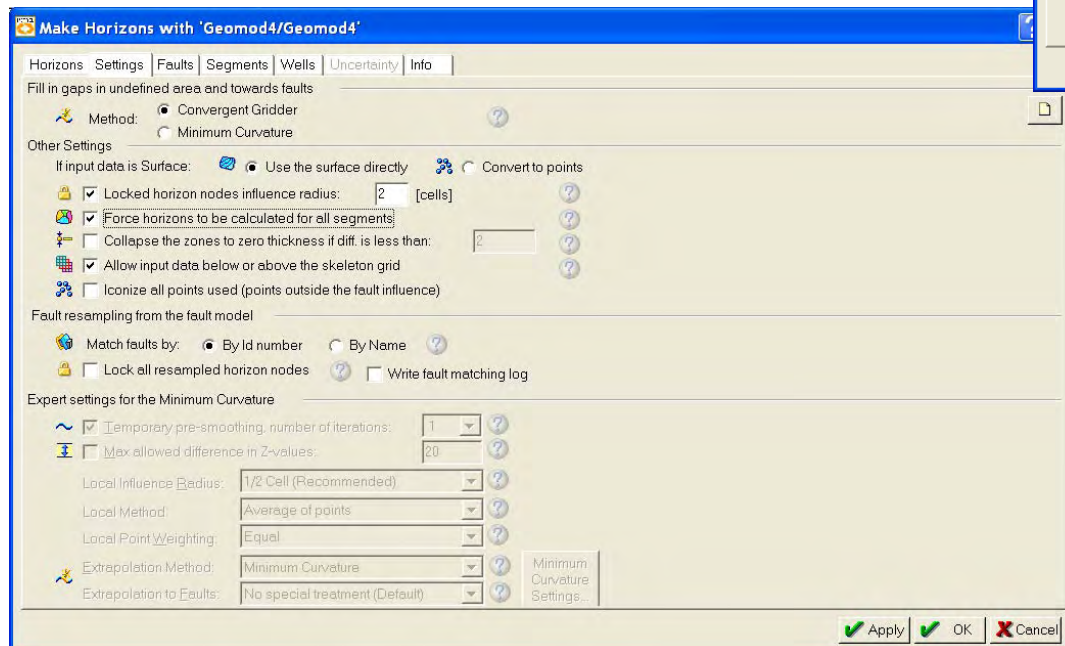 Make Horizons with 'Geomod4/Geomod4'
Horizons Settings Faults Segments Wells Uncertainty Info
Fill in gaps in undefined area and towards faults
Method: Convergent Gridder
Minimum Curvature
Other Settings
If input data is Surface: Use the surface directly Convert to points
Locked horizon nodes influence radius: 2 [cells]
Force horizons to be calculated for all segments
Collapse the zones to zero thickness if diff. is less than: 2
Allow input data below or above the skeleton grid
Iconize all points used (points outside the fault influence)
Fault resampling from the fault model
Match faults by: By Id number By Name
Lock all resampled horizon nodes Write fault matching log
Expert settings for the Minimum Curvature
Temporary pre-smoothing, number of iterations: 1
Max allowed difference in Z-values: 20
Local Influence Radius: 1/2 Cell (Recommended)
Local Method Average of points
Local Point Weighting: Equal
Extrapolation Method: Minimum Curvature
Extrapolation to Faults: No special treatment (Default)
Minimum
Curvature
Settings...
Apply OK Cancel